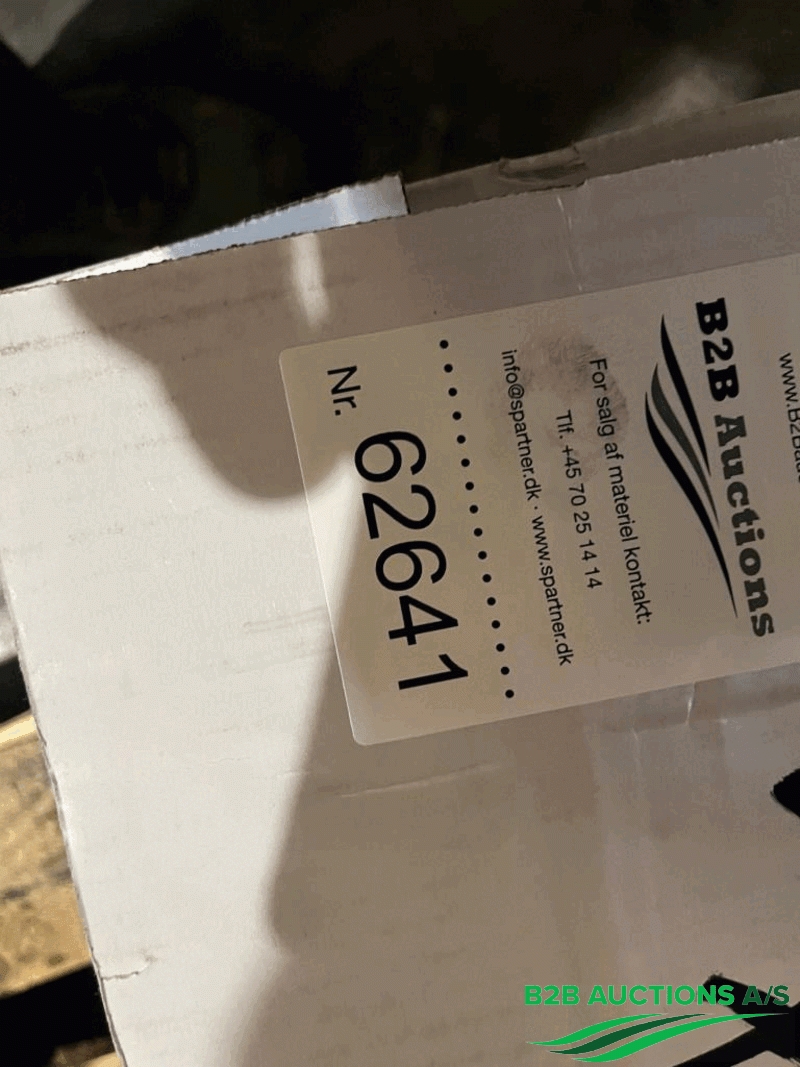 B2B Auctions
For salg af materiel kontakt:
Tlf. +45 70 25 14 14
info@spartner.dk · www.spartner.dk
Nr. 62641
B2B AUCTIONS A/S